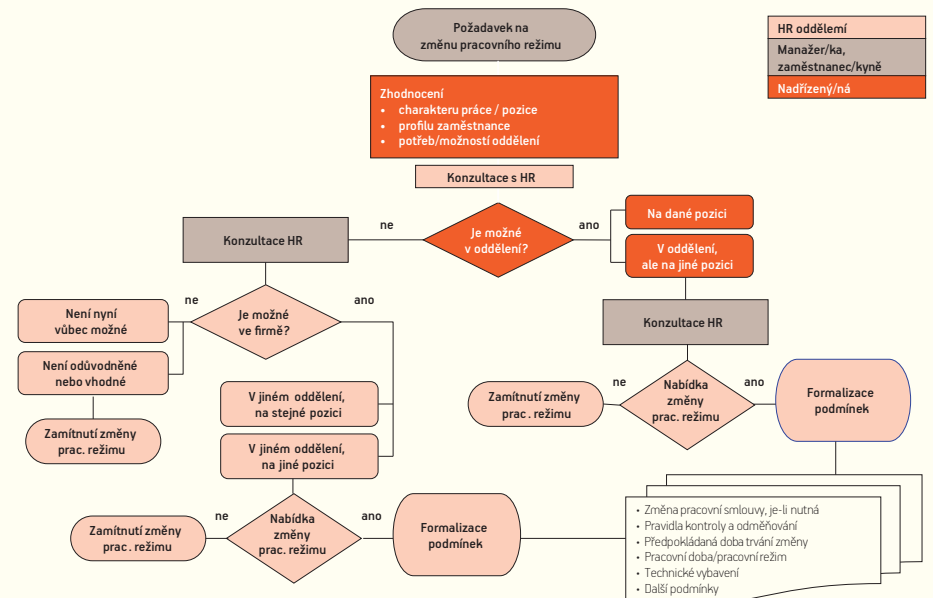 Požadavek na
změnu pracovního režimu
HR oddělemí
Manažer/ka,
zaměstnanec/kyně
Nadřízený/ná
Zhodnocení
• charakteru práce / pozice
• profilu zaměstnance
• potřeb/možností oddělení
Konzultace s HR
Je možné
v oddělení?
ne
ano
Na dané pozici
V oddělení,
ale na jiné pozici
Konzultace HR
Je možné
ve firmě?
ne
ano
Není nyní
vůbec možné
Není odůvodněné
nebo vhodné
Zamítnutí změny
prac. režimu
V jiném oddělení,
na stejné pozici
V jiném oddělení,
na jiné pozici
Konzultace HR
Nabídka
změny
prac. režimu
ne
ano
Zamítnutí změny
prac. režimu
Formalizace
podmínek
Nabídka
změny
prac. režimu
ne
ano
Zamítnutí změny
prac. režimu
Formalizace
podmínek
• Změna pracovní smlouvy, je-li nutná
• Pravidla kontroly a odměňování
• Předpokládaná doba trvání změny
• Pracovní doba/pracovní režim
• Technické vybavení
• Další podmínky